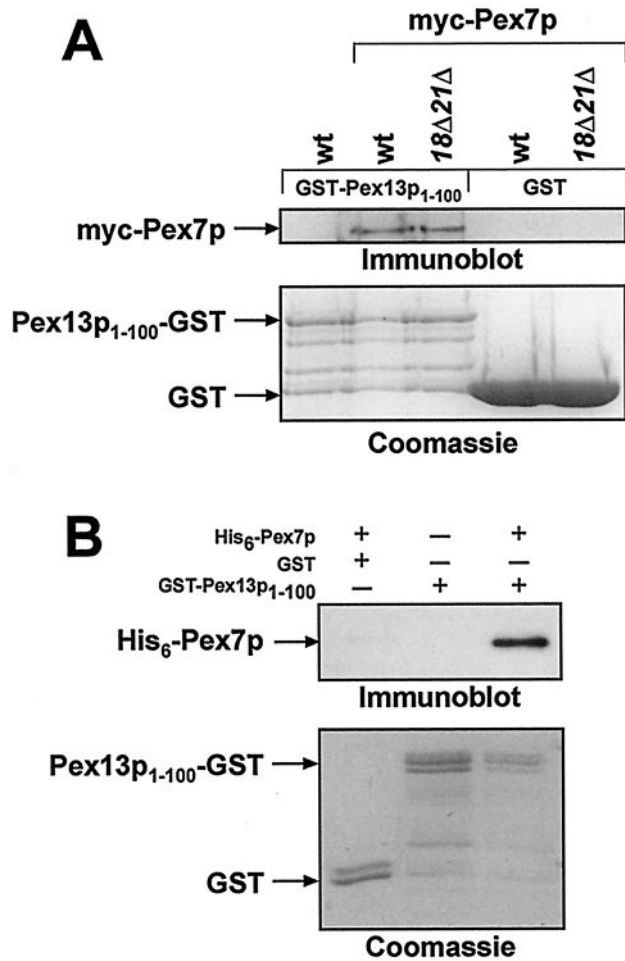 A
myc-Pex7p
wt wt 18Δ21Δ wt 18Δ21Δ
GST-Pex13p1-100 GST
myc-Pex7p
Immunoblot
Pex13p1-100-GST
GST
Coomassie
B
His6-Pex7p + – +
GST + – –
GST-Pex13p1-100 – + +
His6-Pex7p
Immunoblot
Pex13p1-100-GST
GST
Coomassie